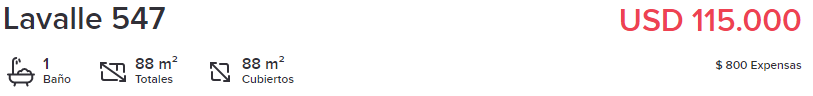 Lavalle 547
USD 115.000
1
Baño
88 m²
Totales
88 m²
Cubiertos
$ 800 Expensas